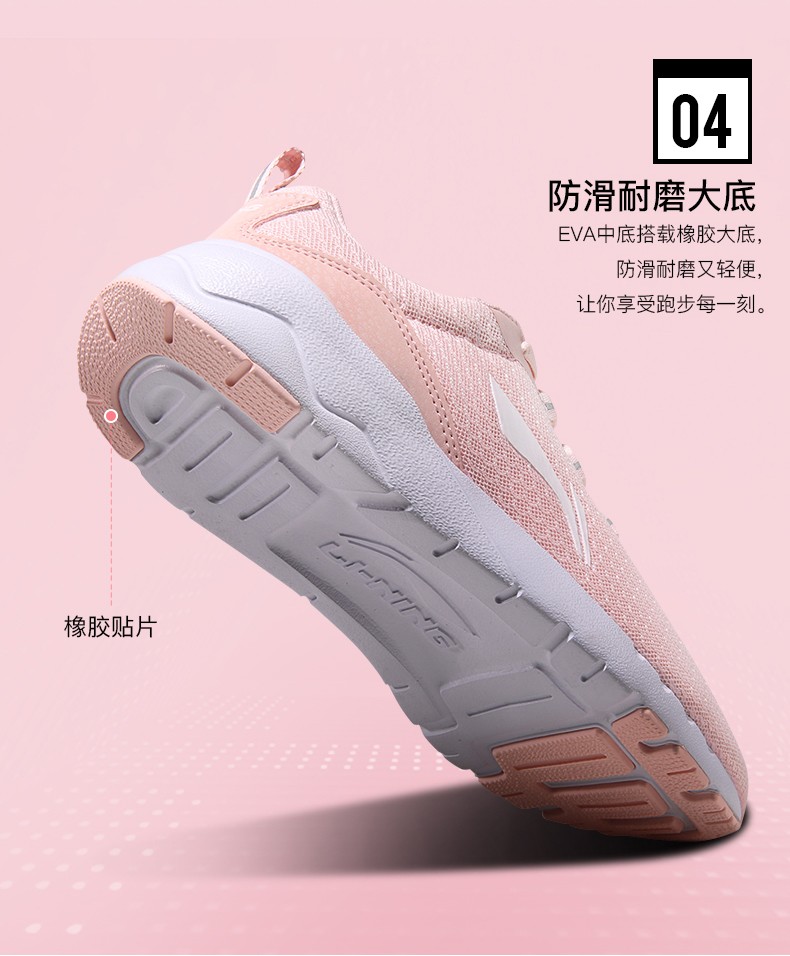 04
防滑耐磨大底
EVA中底搭载橡胶大底，
防滑耐磨又轻便，
让你享受跑步每一刻。
LI-NING
橡胶贴片